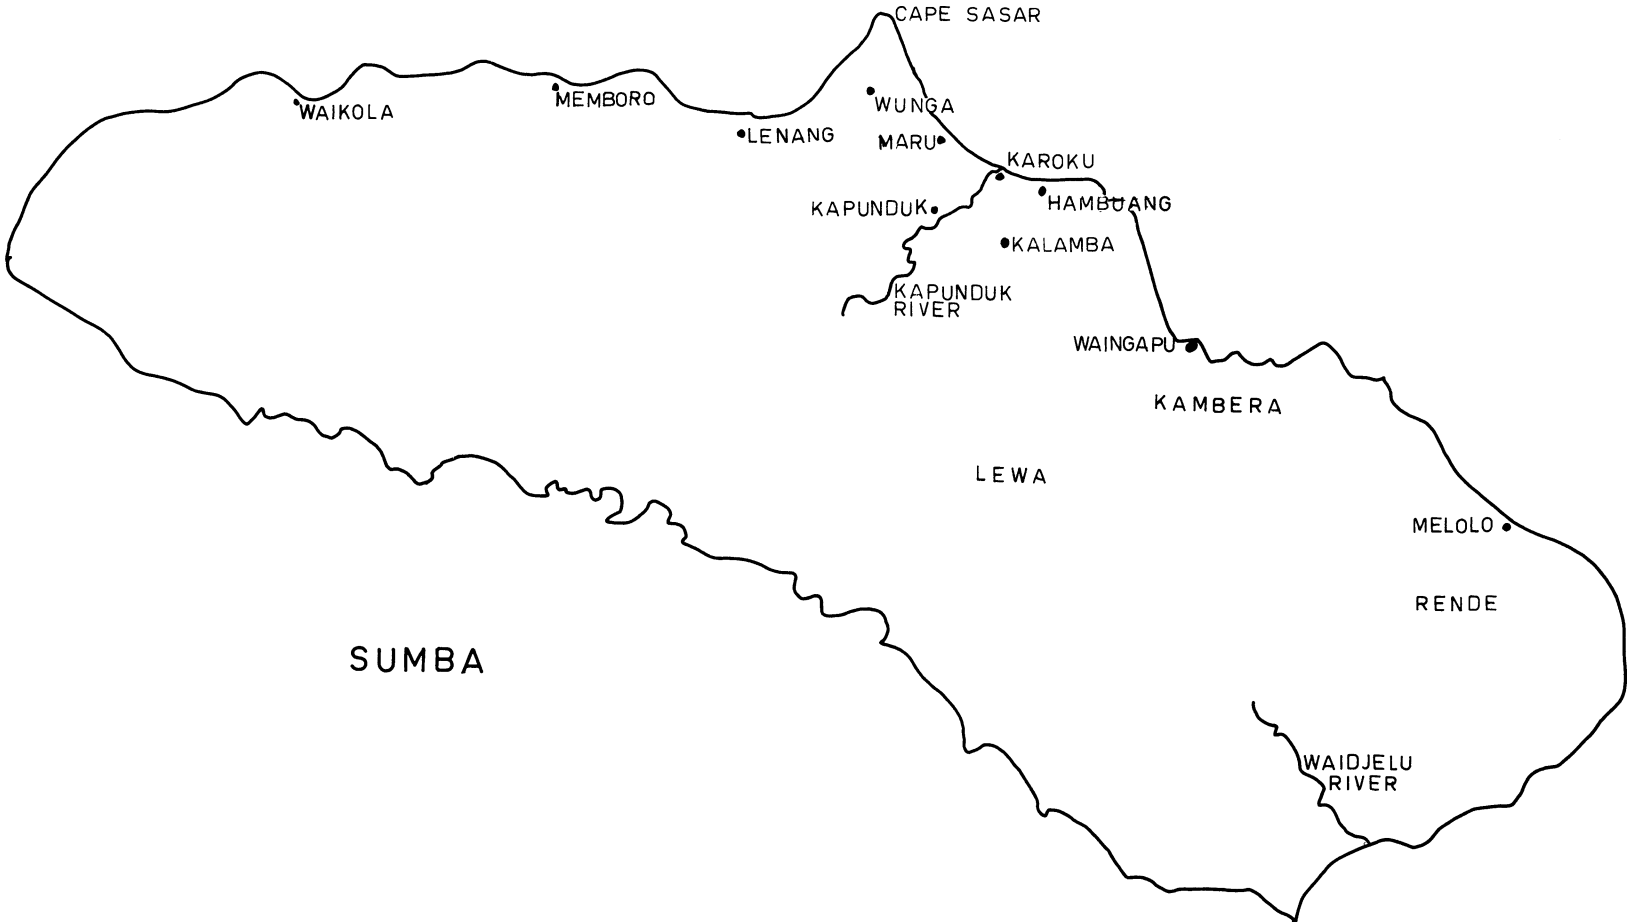 CAPE SASAR
WAIKOLA
MEMBORO
WUNGA
LENANG
MARU
KAROKU
KAPUNDUK
HAMBUANG
KALAMBA
KAPUNDUK
RIVER
WAINGAPU
KAMBERA
LEWA
MELOLO
RENDE
SUMBA
WAIDJELU
RIVER